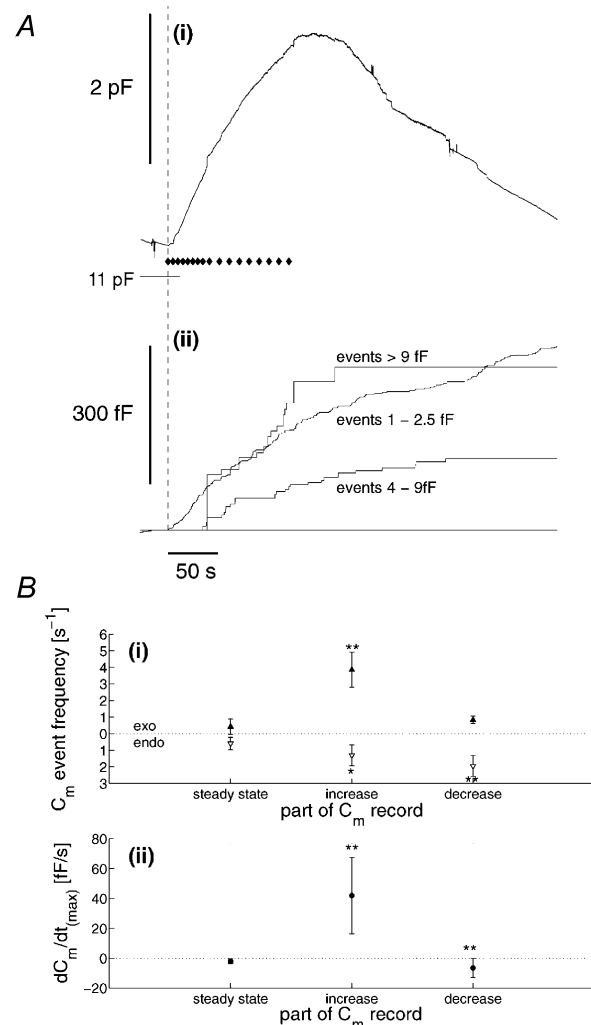 A
(i)
2 pF
11 pF
(ii)
events > 9 fF
300 fF
events 1 – 2.5 fF
events 4 – 9fF
50 s
B
Cm event frequency [s⁻¹]
6
5
4
3
2
1
0
1
2
3
(i)
**
exo
endo
*
**
steady state increase decrease
part of Cm record
dCm/dt(max) [fF/s]
80
60
40
20
0
−20
(ii)
**
**
steady state increase decrease
part of Cm record